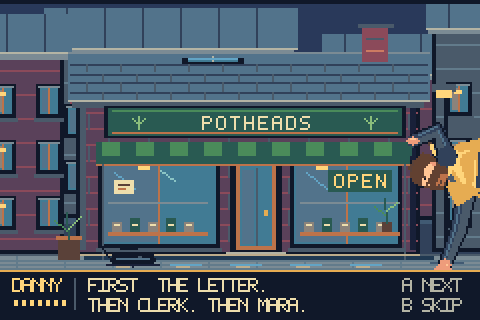 POTHEADS
OPEN
DANNY
FIRST THE LETTER.
THEN CLERK. THEN MARA.
A NEXT
B SKIP